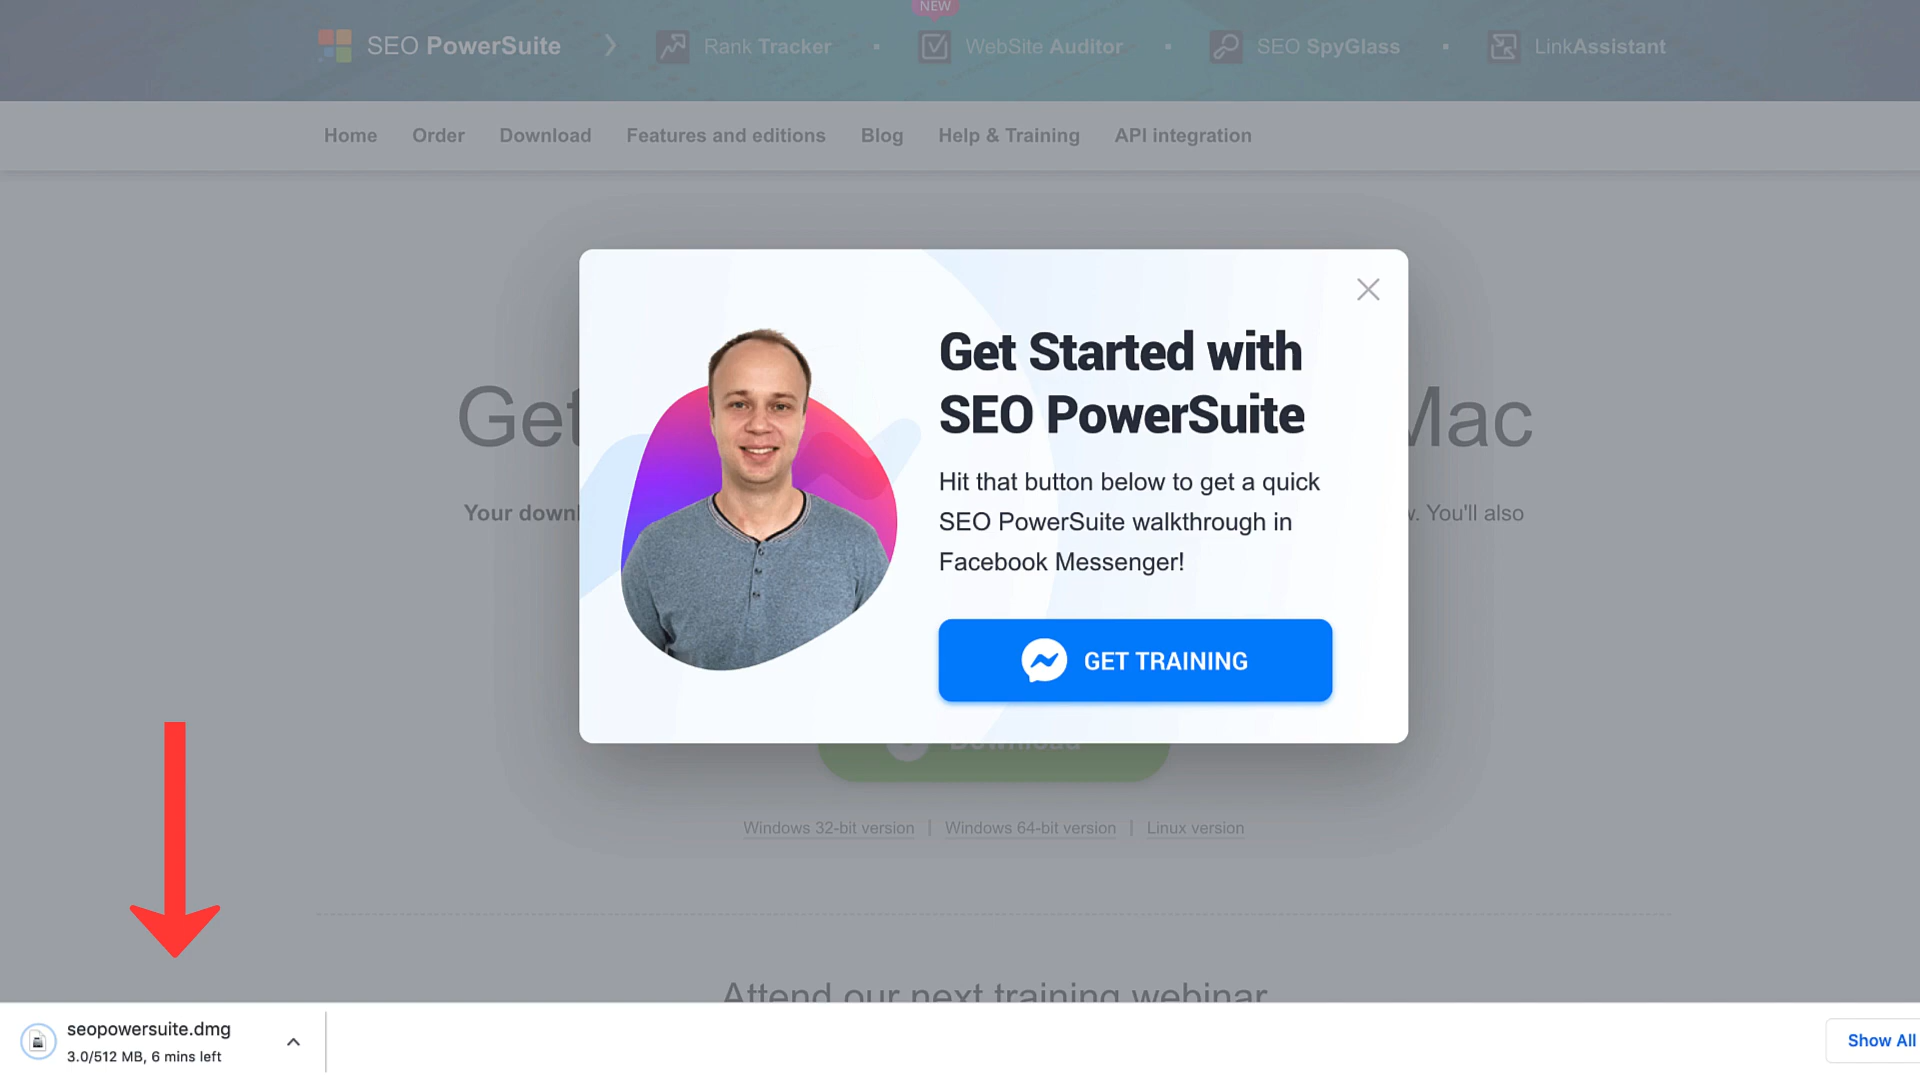 NEW
SEO PowerSuite
Rank Tracker
WebSite Auditor
SEO SpyGlass
LinkAssistant
Home
Order
Download
Features and editions
Blog
Help & Training
API integration
Get
Mac
Get Started with
SEO PowerSuite
Your downl
You'll also
Hit that button below to get a quick
SEO PowerSuite walkthrough in
Facebook Messenger!
GET TRAINING
Download
Windows 32-bit version | Windows 64-bit version | Linux version
Attend our next training webinar
seopowersuite.dmg
3.0/512 MB, 6 mins left
Show All